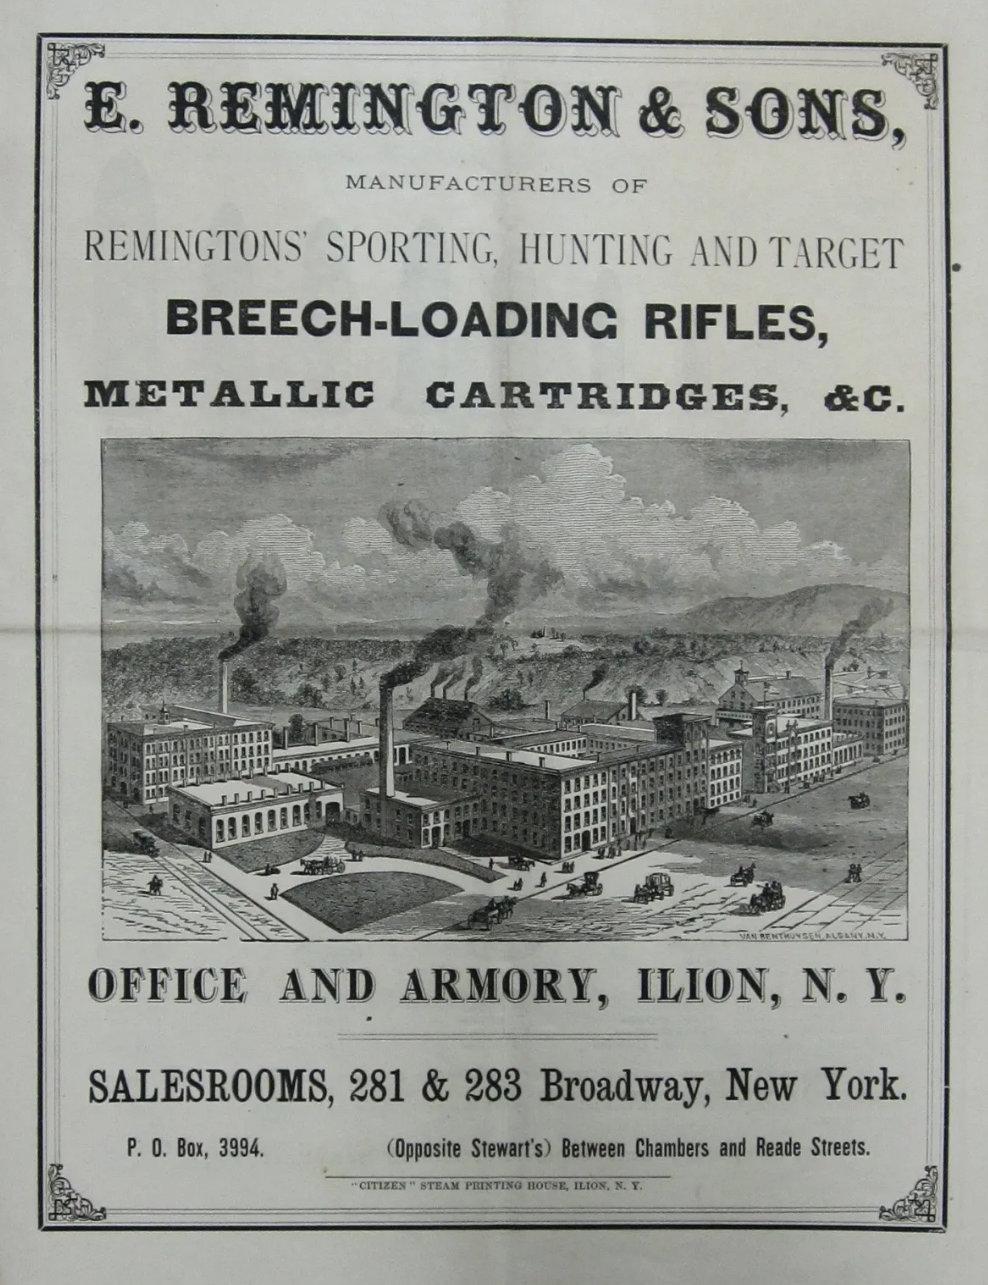 E. REMINGTON & SONS,
MANUFACTURERS OF
REMINGTONS' SPORTING, HUNTING AND TARGET
BREECH-LOADING RIFLES,
METALLIC CARTRIDGES, &C.
VAN BENTHUYSEN, ALBANY, N.Y.
OFFICE AND ARMORY, ILION, N. Y.
SALESROOMS, 281 & 283 Broadway, New York.
P. O. Box, 3994. (Opposite Stewart's) Between Chambers and Reade Streets.
"CITIZEN" STEAM PRINTING HOUSE, ILION, N. Y.